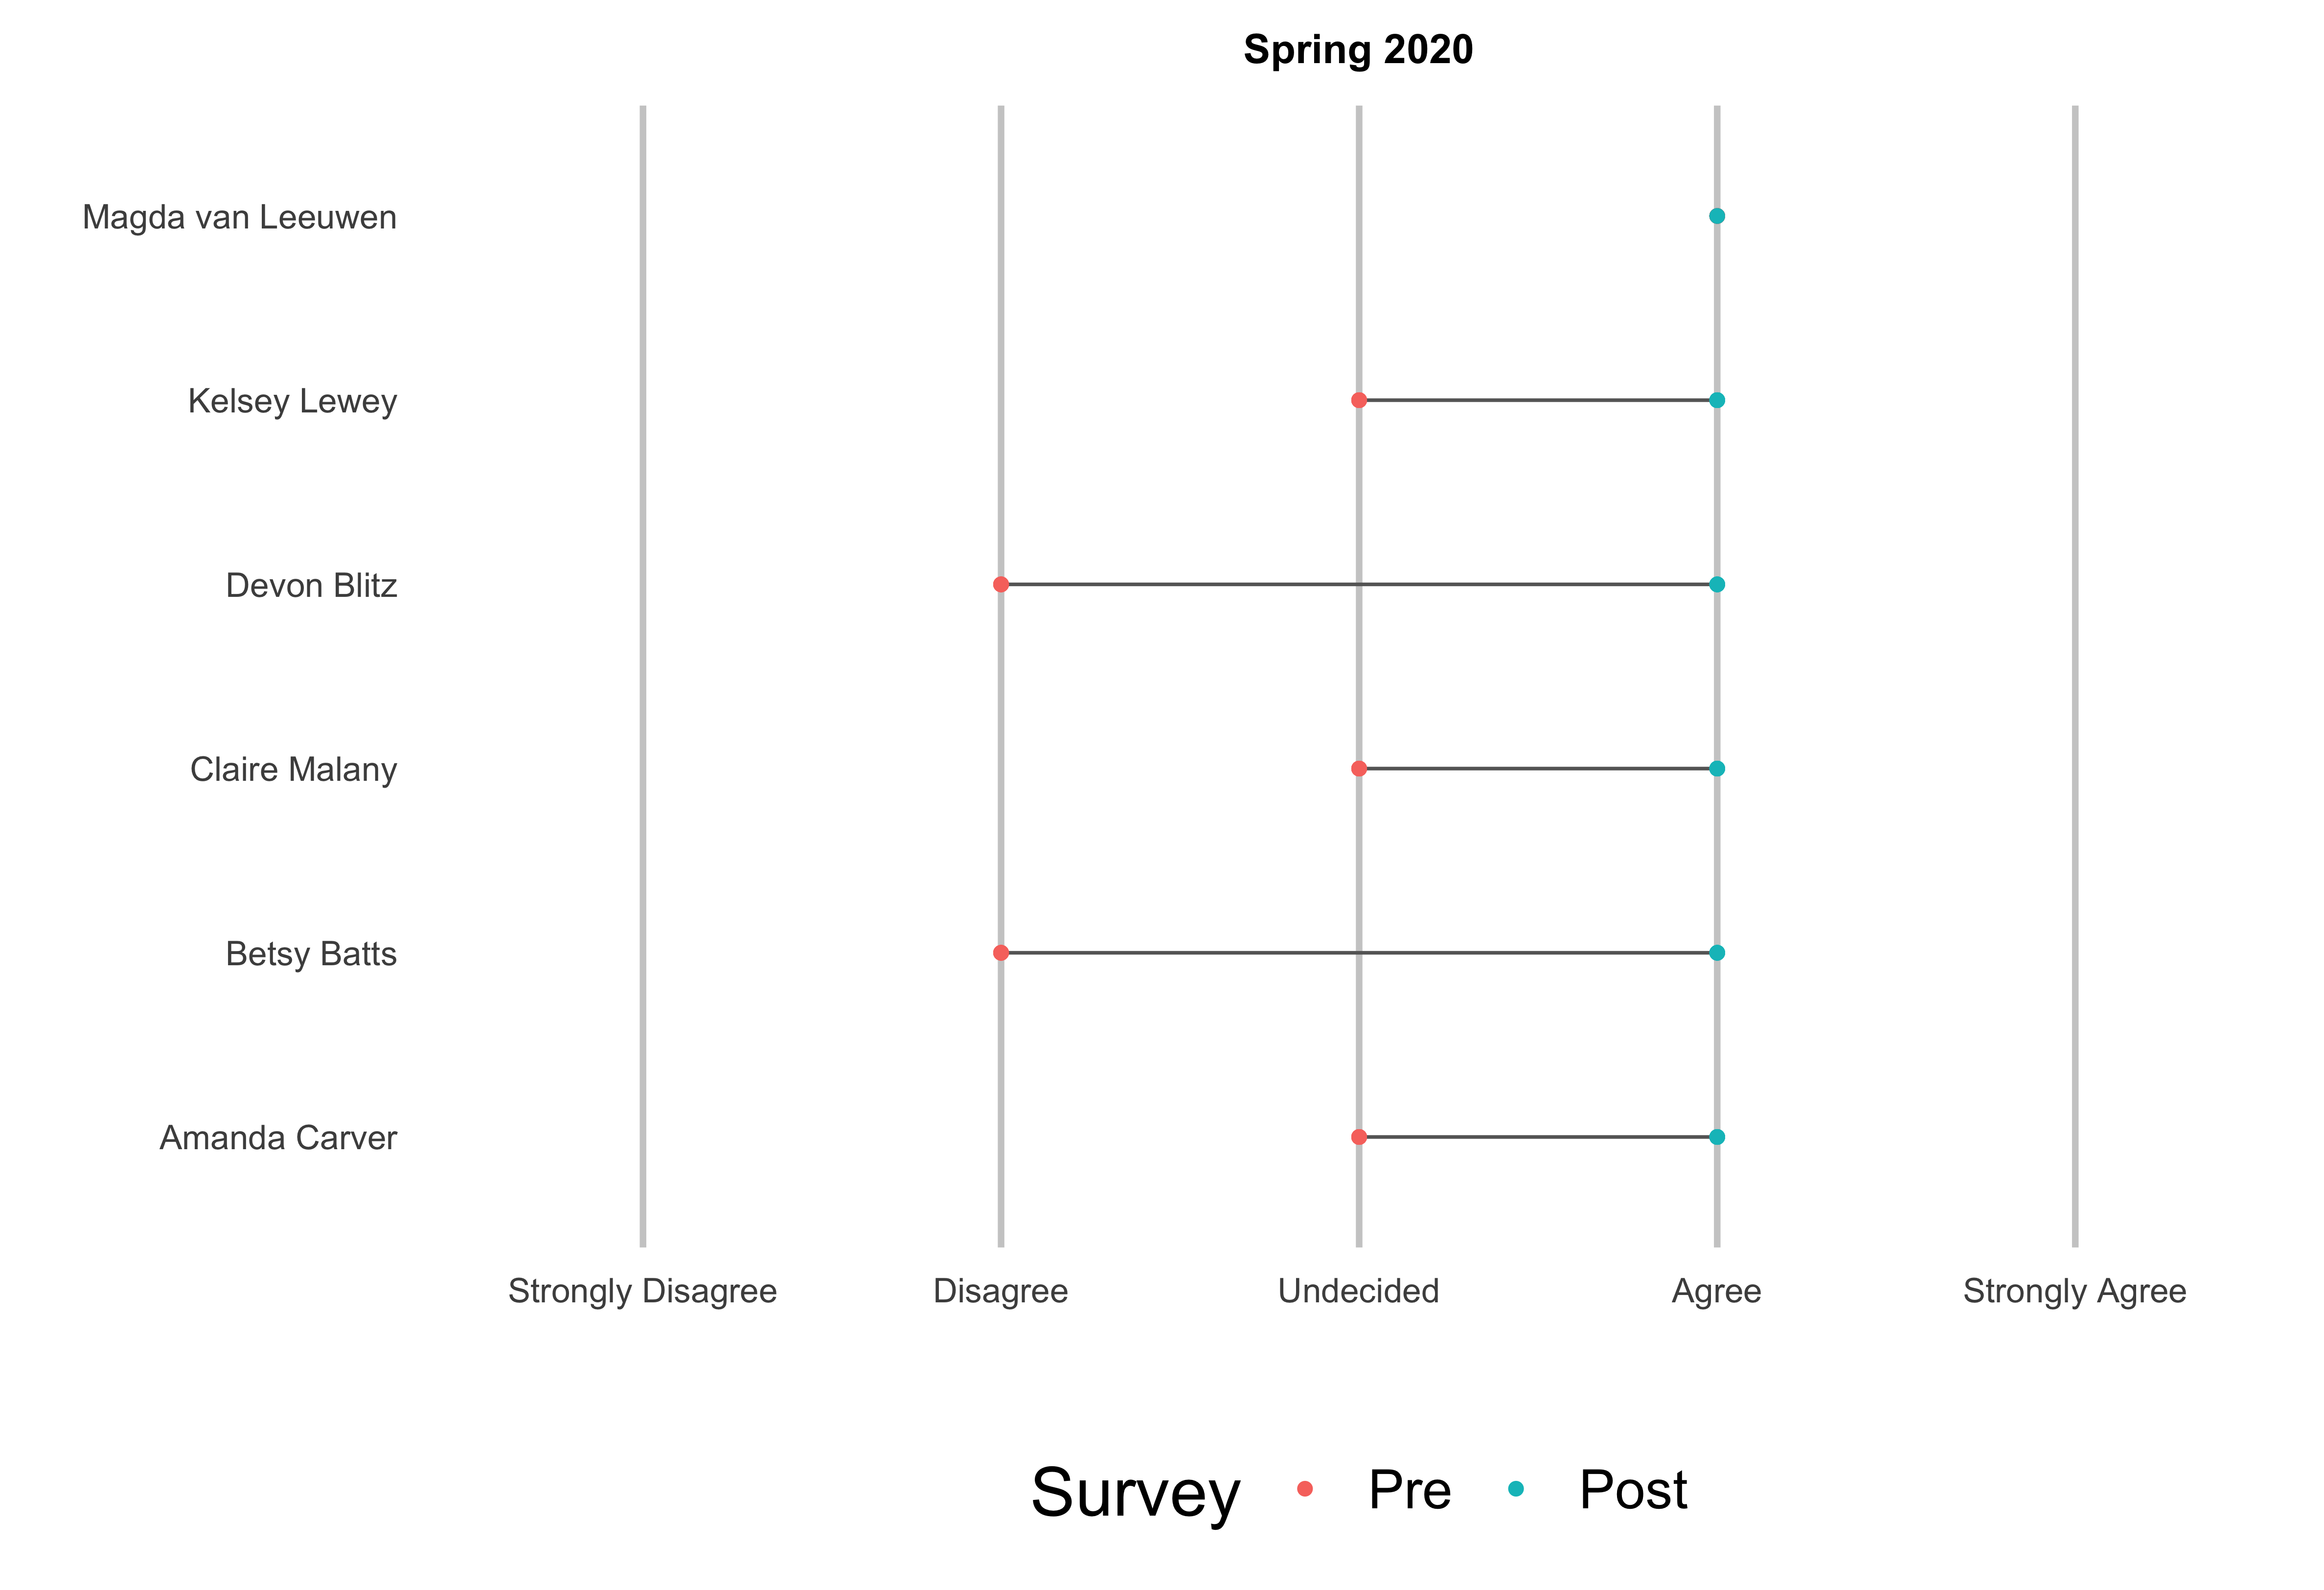 Spring 2020
Magda van Leeuwen
Kelsey Lewey
Devon Blitz
Claire Malany
Betsy Batts
Amanda Carver
Strongly Disagree Disagree Undecided Agree Strongly Agree
Survey Pre Post